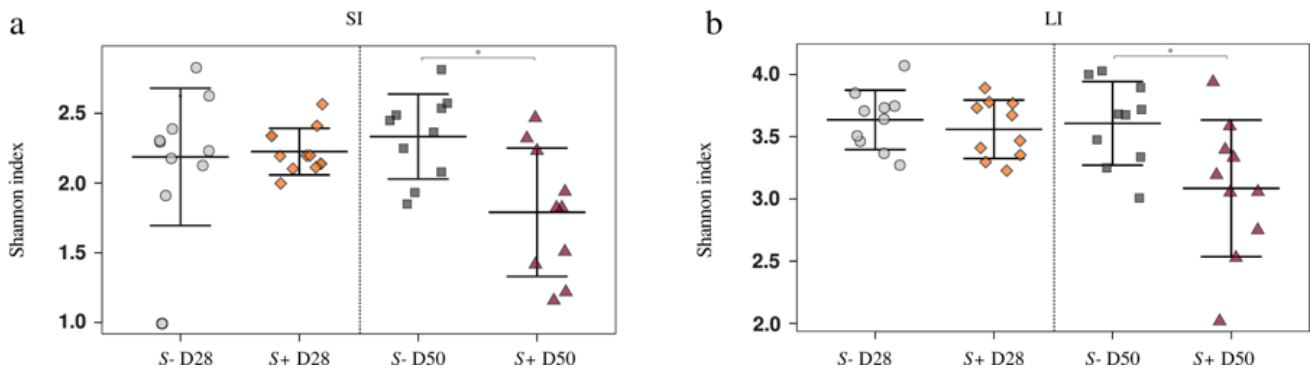 a
SI
Shannon index
2.5
2.0
1.5
1.0
*
S- D28
S+ D28
S- D50
S+ D50
b
LI
Shannon index
4.0
3.5
3.0
2.5
2.0
*
S- D28
S+ D28
S- D50
S+ D50